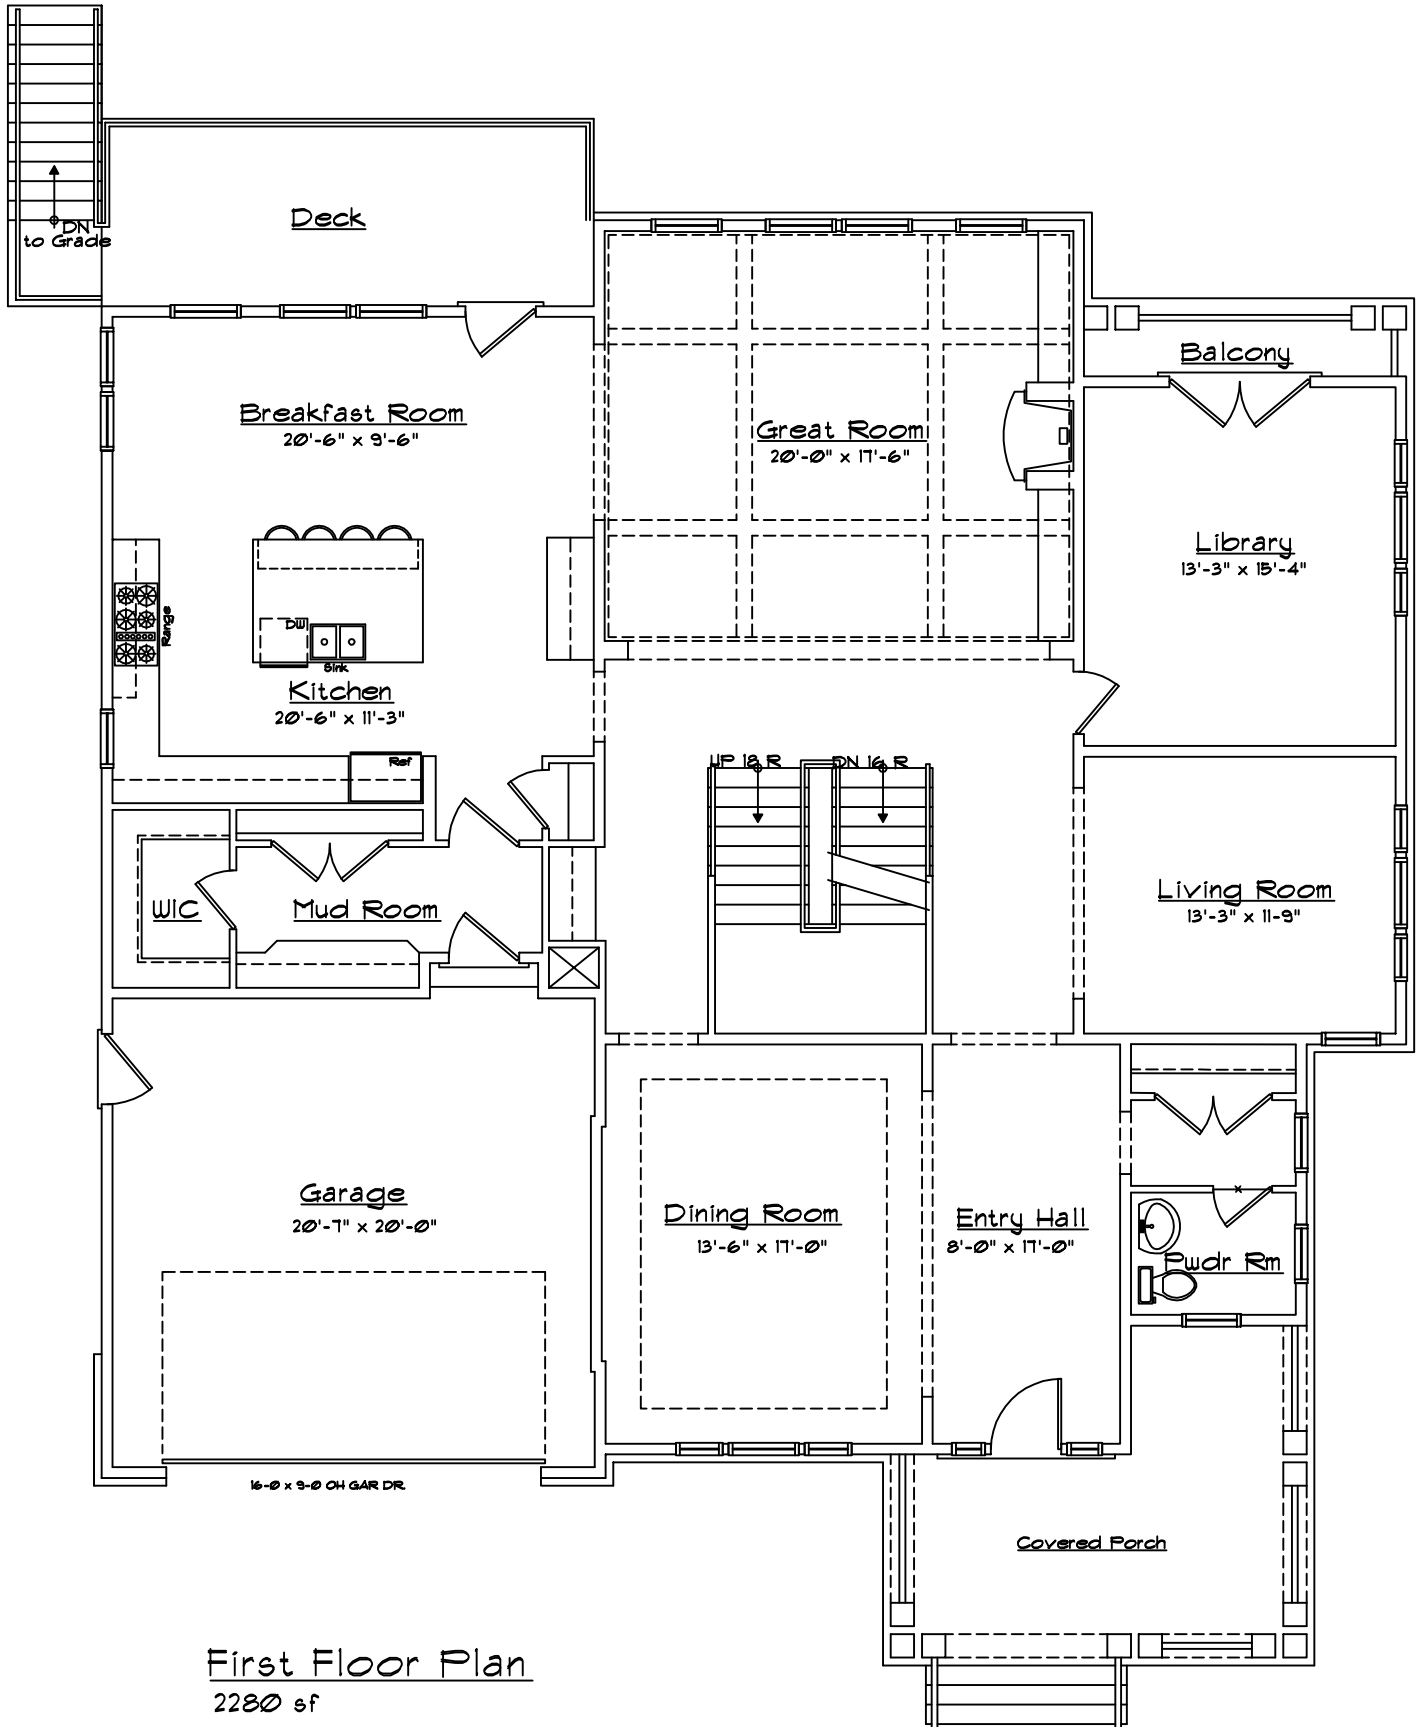 DN
to Grade
Deck
Balcony
Breakfast Room
20'-6" x 9'-6"
Great Room
20'-0" x 17'-6"
Library
13'-3" x 15'-4"
Range
DW
Sink
Kitchen
20'-6" x 11'-3"
Ref
UP 18 R
DN 16 R
WIC
Mud Room
Living Room
13'-3" x 11-9"
Garage
20'-7" x 20'-0"
Dining Room
13'-6" x 17'-0"
Entry Hall
8'-0" x 17'-0"
Pwdr Rm
16-0 x 9-0 OH GAR DR
Covered Porch
First Floor Plan
2280 sf